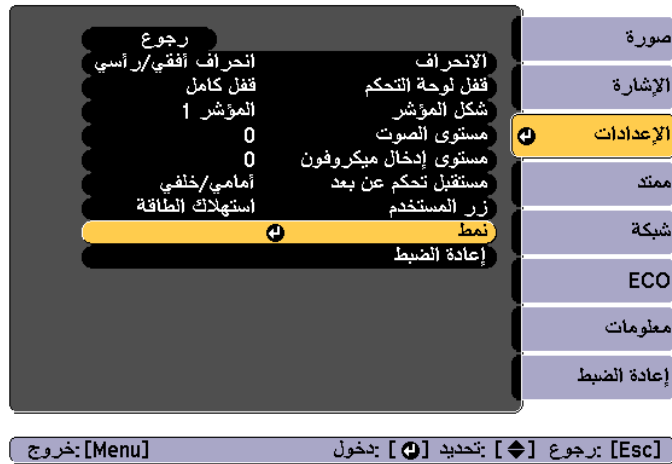 رجوع
الانحراف انحراف أفقي/رأسي
قفل لوحة التحكم قفل كامل
شكل المؤشر المؤشر 1
مستوى الصوت 0
مستوى إدخال ميكروفون 0
مستقبل تحكم عن بعد أمامي/خلفي
زر المستخدم استهلاك الطاقة
نمط
إعادة الضبط
صورة
الإشارة
الإعدادات
ممتد
شبكة
ECO
معلومات
إعادة الضبط
[Esc] :رجوع [ ] :تحديد [ ] :دخول [Menu] :خروج